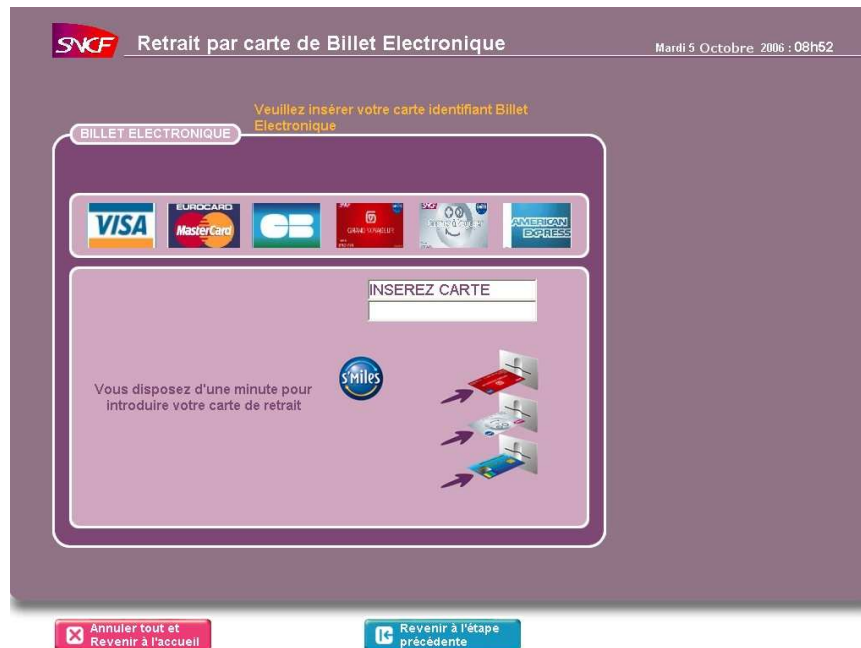 SNCF
Retrait par carte de Billet Electronique
Mardi 5 Octobre 2006 : 08h52
Veuillez insérer votre carte identifiant Billet
Electronique
BILLET ELECTRONIQUE
VISA
EUROCARD
MasterCard
CB
GRAND VOYAGEUR
AMERICAN
EXPRESS
INSEREZ CARTE
S'Miles
Vous disposez d'une minute pour
introduire votre carte de retrait
Annuler tout et
Revenir à l'accueil
Revenir à l'étape
précédente